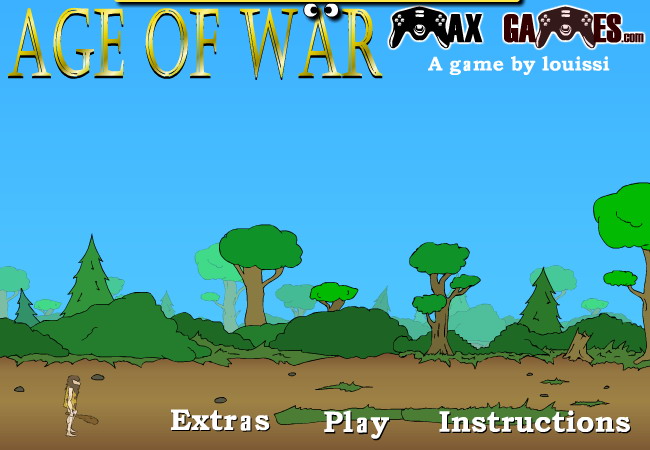 AGE OF WAR
MAX GAMES.com
A game by louissi
Extras
Play
Instructions